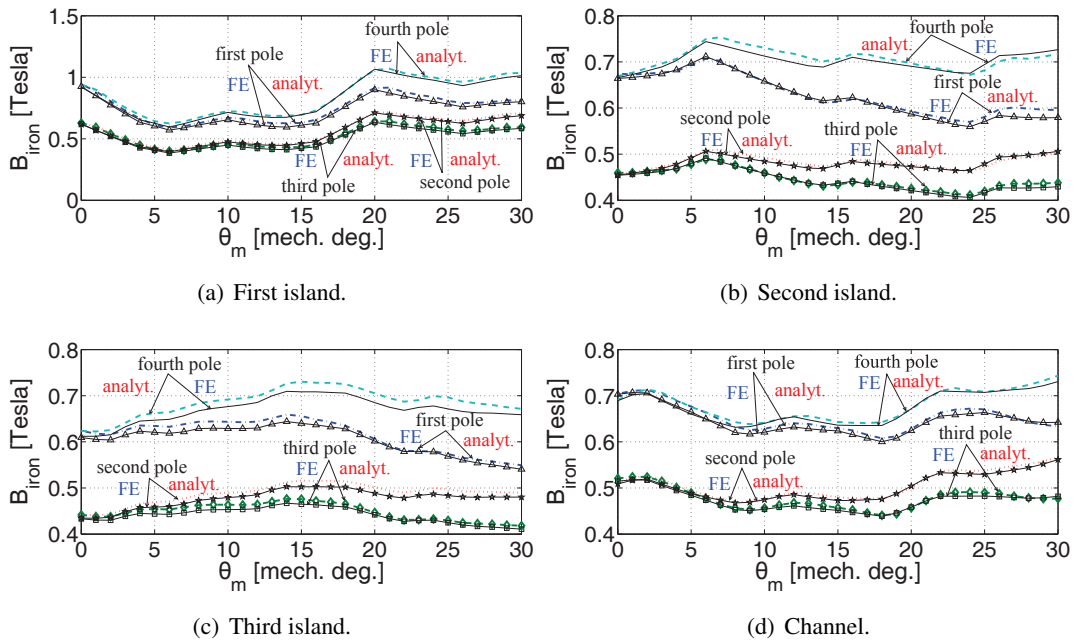 1.5
1
0.5
0
B_iron [Tesla]
first pole
fourth pole
FE
analyt.
FE
analyt.
FE
analyt.
FE
analyt.
third pole
second pole
0 5 10 15 20 25 30
θ_m [mech. deg.]
(a) First island.
0.8
0.7
0.6
0.5
0.4
B_iron [Tesla]
fourth pole
analyt.
FE
first pole
FE
analyt.
second pole
FE
analyt.
third pole
FE
analyt.
0 5 10 15 20 25 30
θ_m [mech. deg.]
(b) Second island.
0.8
0.7
0.6
0.5
0.4
B_iron [Tesla]
fourth pole
analyt.
FE
first pole
FE
analyt.
second pole
FE
analyt.
third pole
FE
analyt.
0 5 10 15 20 25 30
θ_m [mech. deg.]
(c) Third island.
0.8
0.7
0.6
0.5
0.4
B_iron [Tesla]
first pole
FE
analyt.
fourth pole
FE
analyt.
second pole
FE
analyt.
third pole
FE
analyt.
0 5 10 15 20 25 30
θ_m [mech. deg.]
(d) Channel.